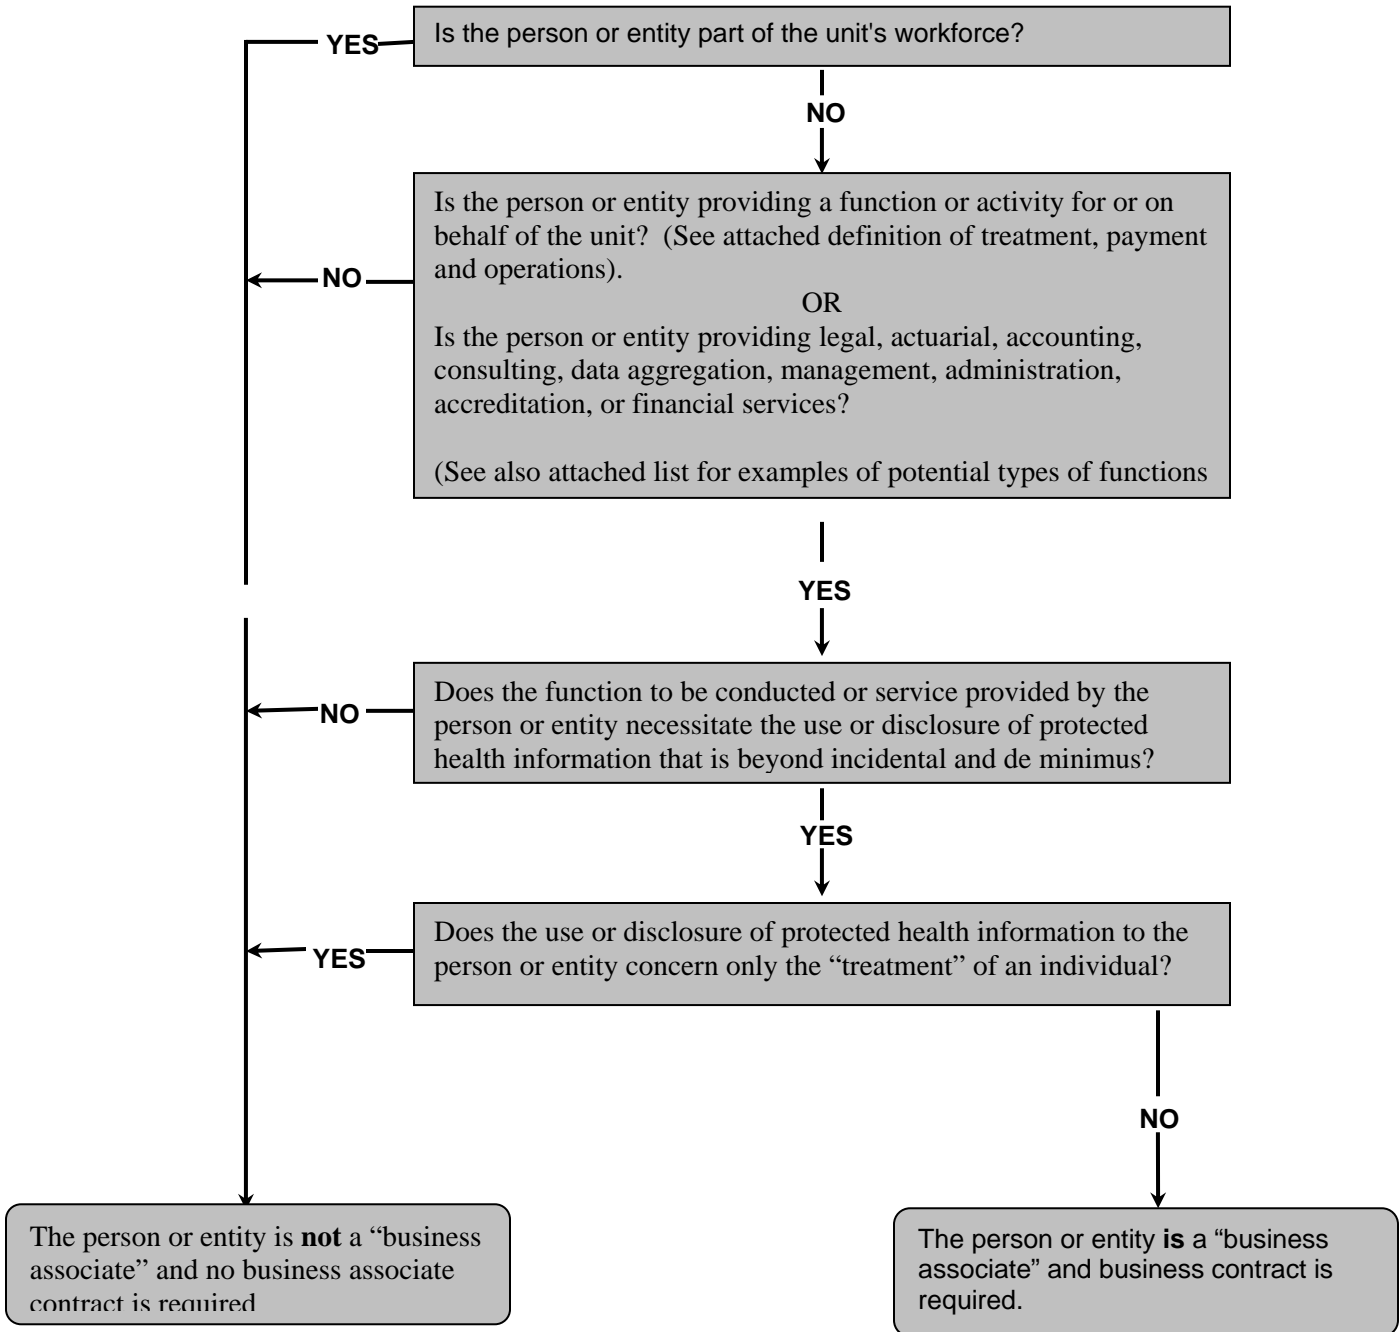 Is the person or entity part of the unit's workforce?
YES
NO
Is the person or entity providing a function or activity for or on
behalf of the unit?  (See attached definition of treatment, payment
and operations).
NO
OR
Is the person or entity providing legal, actuarial, accounting,
consulting, data aggregation, management, administration,
accreditation, or financial services?
(See also attached list for examples of potential types of functions
YES
Does the function to be conducted or service provided by the
person or entity necessitate the use or disclosure of protected
health information that is beyond incidental and de minimus?
NO
YES
Does the use or disclosure of protected health information to the
person or entity concern only the “treatment” of an individual?
YES
NO
The person or entity is not a “business
associate” and no business associate
contract is required
The person or entity is a “business
associate” and business contract is
required.